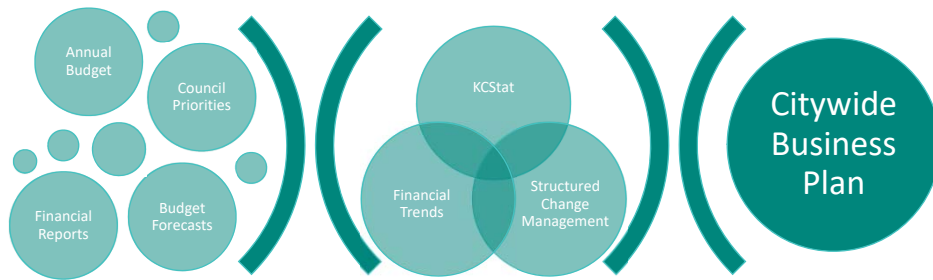 Annual
Budget
Council
Priorities
Financial
Reports
Budget
Forecasts
KCStat
Financial
Trends
Structured
Change
Management
Citywide
Business
Plan